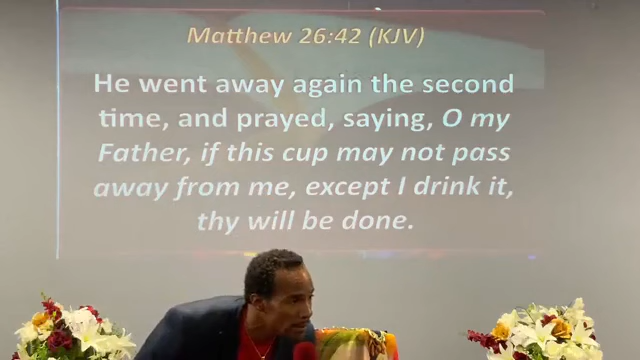 Matthew 26:42 (KJV)
He went away again the second
time, and prayed, saying, O my
Father, if this cup may not pass
away from me, except I drink it,
thy will be done.